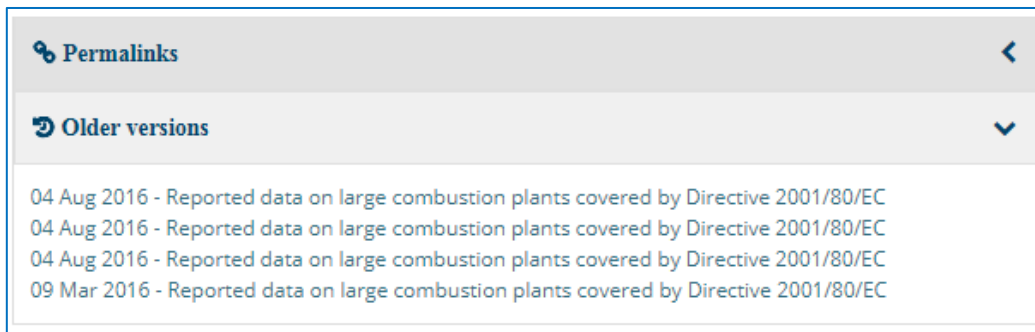 Permalinks
Older versions
04 Aug 2016 - Reported data on large combustion plants covered by Directive 2001/80/EC
04 Aug 2016 - Reported data on large combustion plants covered by Directive 2001/80/EC
04 Aug 2016 - Reported data on large combustion plants covered by Directive 2001/80/EC
09 Mar 2016 - Reported data on large combustion plants covered by Directive 2001/80/EC